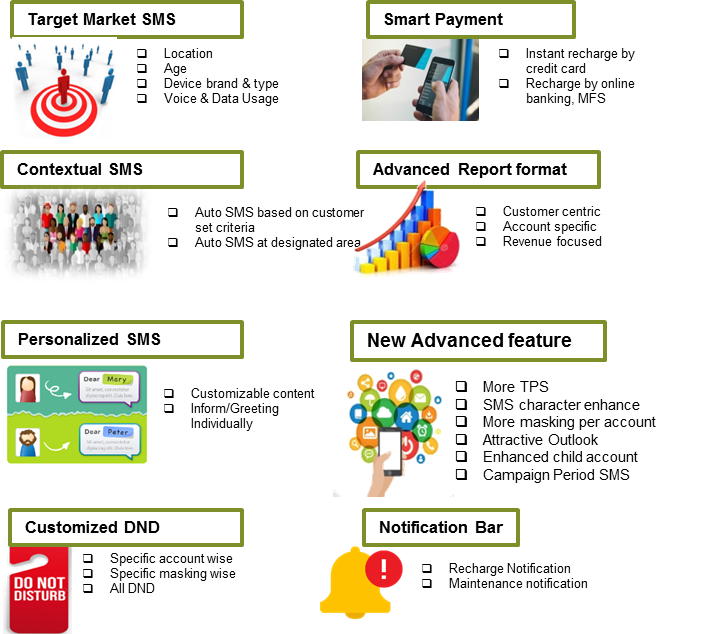 Target Market SMS
Location
Age
Device brand & type
Voice & Data Usage
Smart Payment
Instant recharge by
credit card
Recharge by online
banking, MFS
Contextual SMS
Auto SMS based on customer
set criteria
Auto SMS at designated area
Advanced Report format
Customer centric
Account specific
Revenue focused
Personalized SMS
Dear Mary
Dear Peter
Customizable content
Inform/Greeting
Individually
New Advanced feature
More TPS
SMS character enhance
More masking per account
Attractive Outlook
Enhanced child account
Campaign Period SMS
Customized DND
DO NOT
DISTURB
Specific account wise
Specific masking wise
All DND
Notification Bar
!
Recharge Notification
Maintenance notification